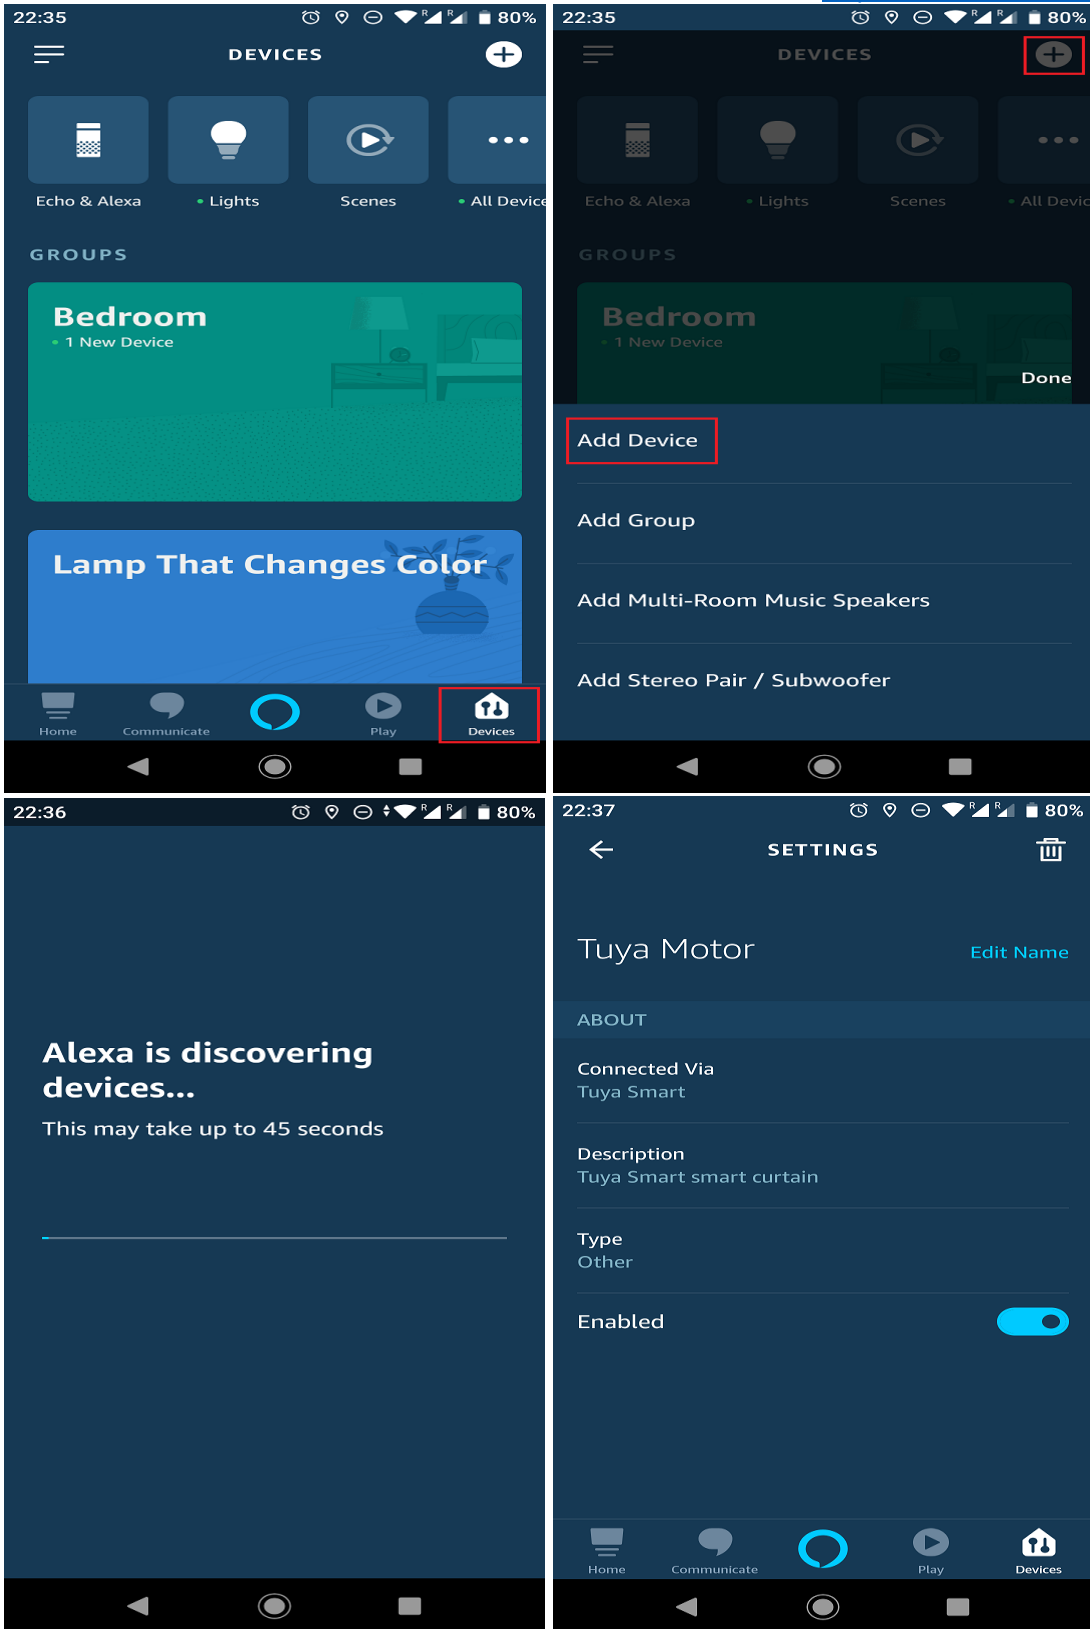 22:35
R
R
80%
DEVICES
Echo & Alexa
Lights
Scenes
All Device
GROUPS
Bedroom
1 New Device
Lamp That Changes Color
Home
Communicate
Play
Devices
22:35
R
R
80%
DEVICES
Echo & Alexa
Lights
Scenes
All Devic
GROUPS
Bedroom
1 New Device
Done
Add Device
Add Group
Add Multi-Room Music Speakers
Add Stereo Pair / Subwoofer
22:36
R
R
80%
Alexa is discovering
devices...
This may take up to 45 seconds
22:37
R
R
80%
SETTINGS
Tuya Motor
Edit Name
ABOUT
Connected Via
Tuya Smart
Description
Tuya Smart smart curtain
Type
Other
Enabled
Home
Communicate
Play
Devices